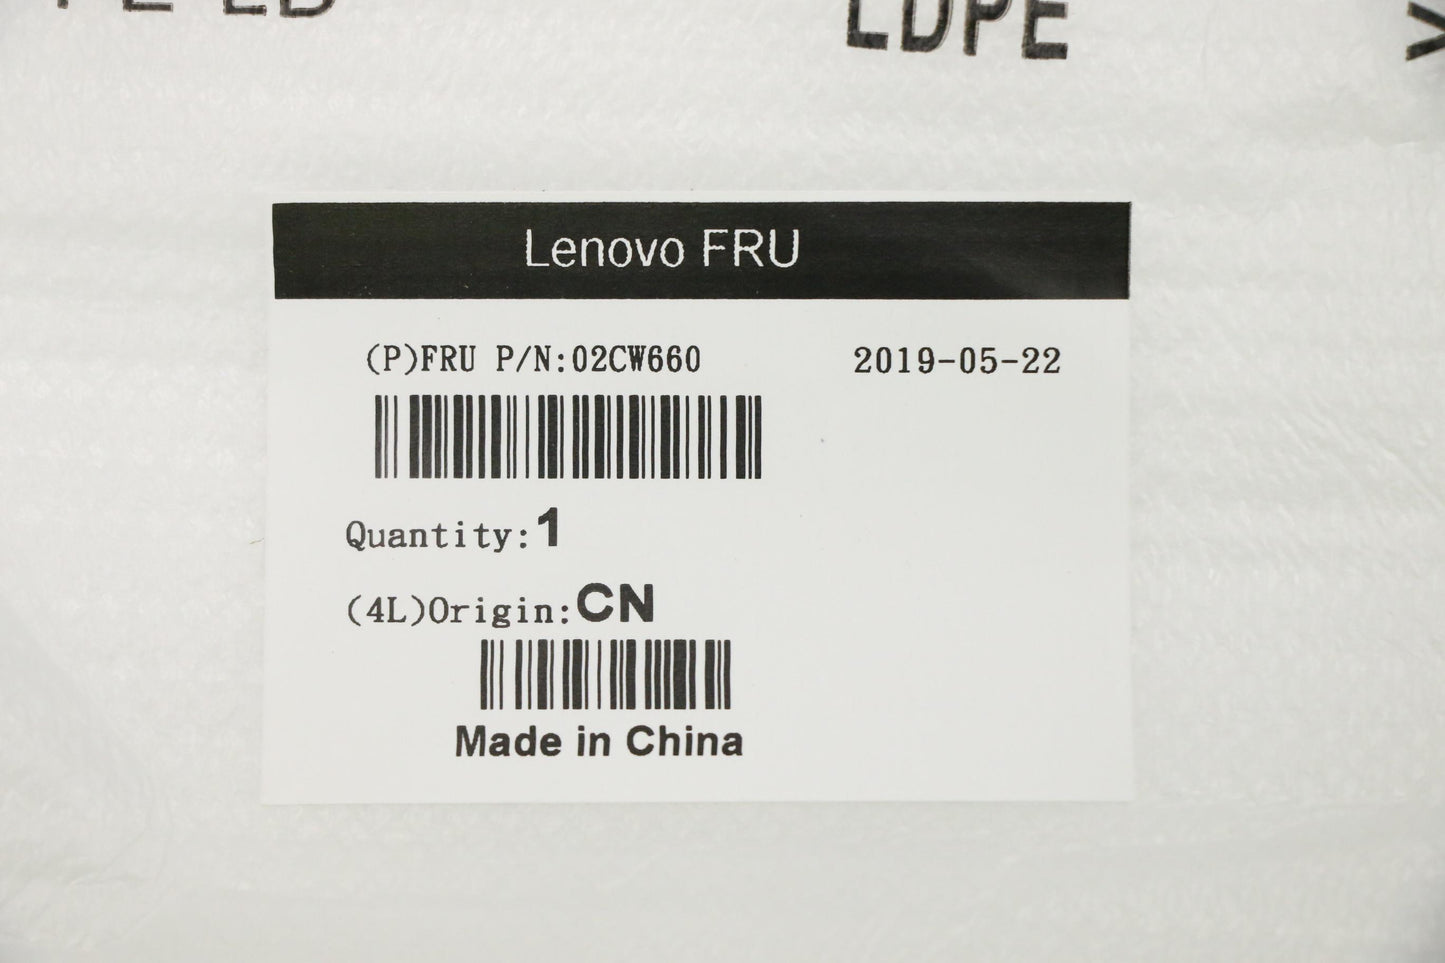 LDPE
Lenovo FRU
(P)FRU P/N:02CW660
2019-05-22
Quantity:1
(4L)Origin:CN
Made in China